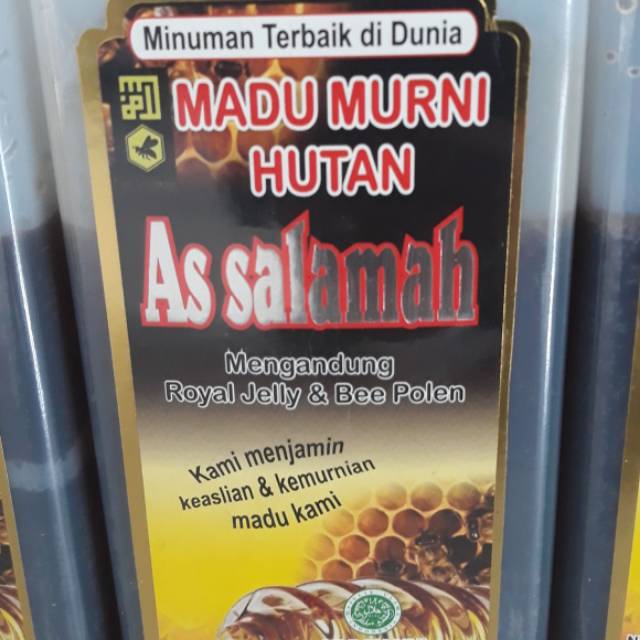 Minuman Terbaik di Dunia
MADU MURNI
HUTAN
As salamah
Mengandung
Royal Jelly & Bee Polen
Kami menjamin
keaslian & kemurnian
madu kami